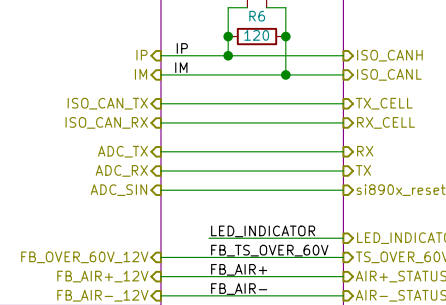 R6
120
IP IP ISO_CANH
IM IM ISO_CANL
ISO_CAN_TX TX_CELL
ISO_CAN_RX RX_CELL
ADC_TX RX
ADC_RX TX
ADC_SIN si890x_reset
LED_INDICATOR LED_INDICATO
FB_OVER_60V_12V FB_TS_OVER_60V TS_OVER_60V
FB_AIR+_12V FB_AIR+ AIR+_STATUS
FB_AIR-_12V FB_AIR- AIR-_STATUS